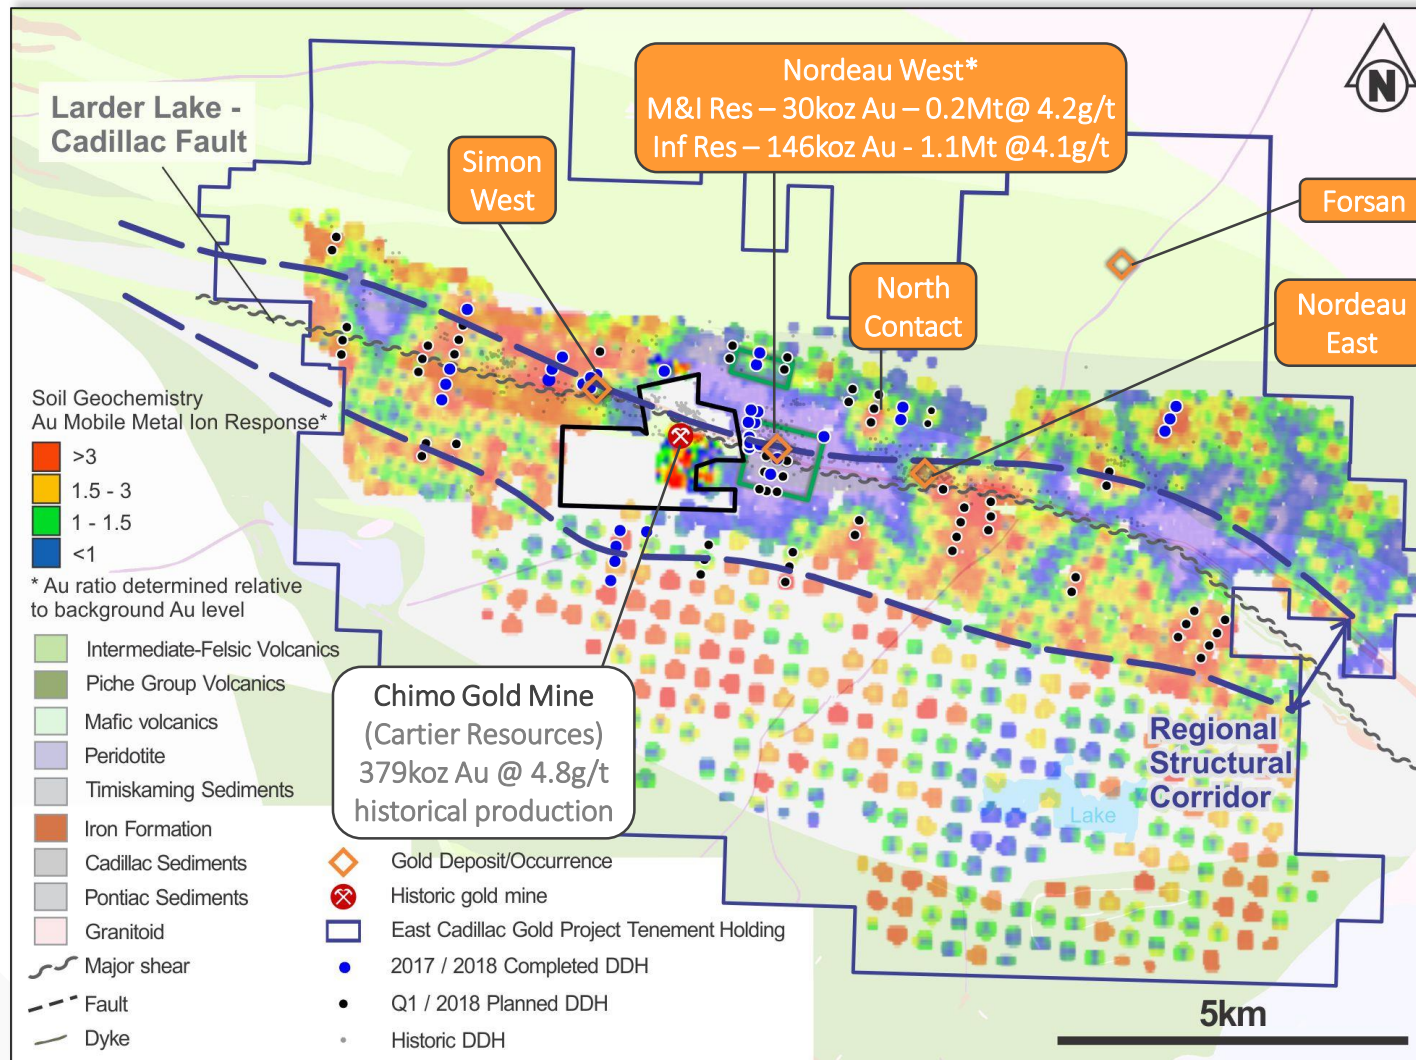 Nordeau West*
M&I Res – 30koz Au – 0.2Mt@ 4.2g/t
Inf Res – 146koz Au - 1.1Mt @4.1g/t
N
Larder Lake -
Cadillac Fault
Simon
West
Forsan
North
Contact
Nordeau
East
Soil Geochemistry
Au Mobile Metal Ion Response*
>3
1.5 - 3
1 - 1.5
<1
* Au ratio determined relative
to background Au level
Intermediate-Felsic Volcanics
Piche Group Volcanics
Mafic volcanics
Peridotite
Timiskaming Sediments
Iron Formation
Cadillac Sediments
Pontiac Sediments
Granitoid
Major shear
Fault
Dyke
Chimo Gold Mine
(Cartier Resources)
379koz Au @ 4.8g/t
historical production
Gold Deposit/Occurrence
Historic gold mine
East Cadillac Gold Project Tenement Holding
2017 / 2018 Completed DDH
Q1 / 2018 Planned DDH
Historic DDH
Regional
Structural
Corridor
Lake
5km